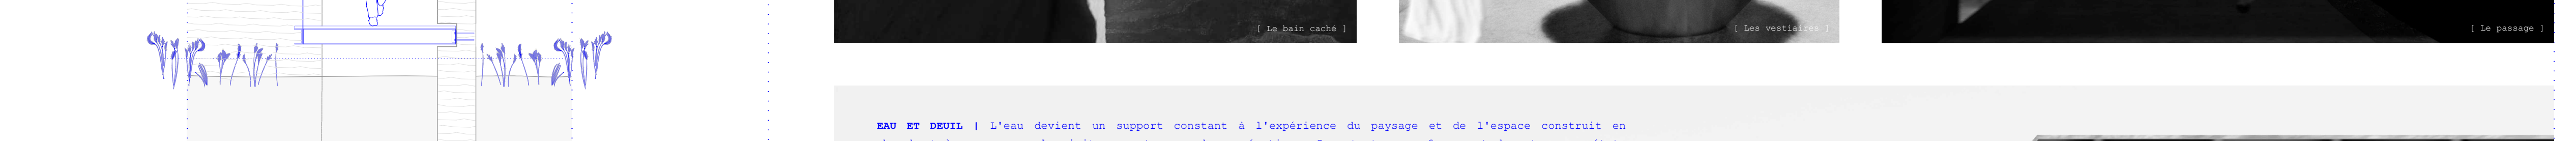 [ Le bain caché ]
[ Les vestiaires ]
[ Le passage ]
EAU ET DEUIL | L'eau devient un support constant à l'expérience du paysage et de l'espace construit en